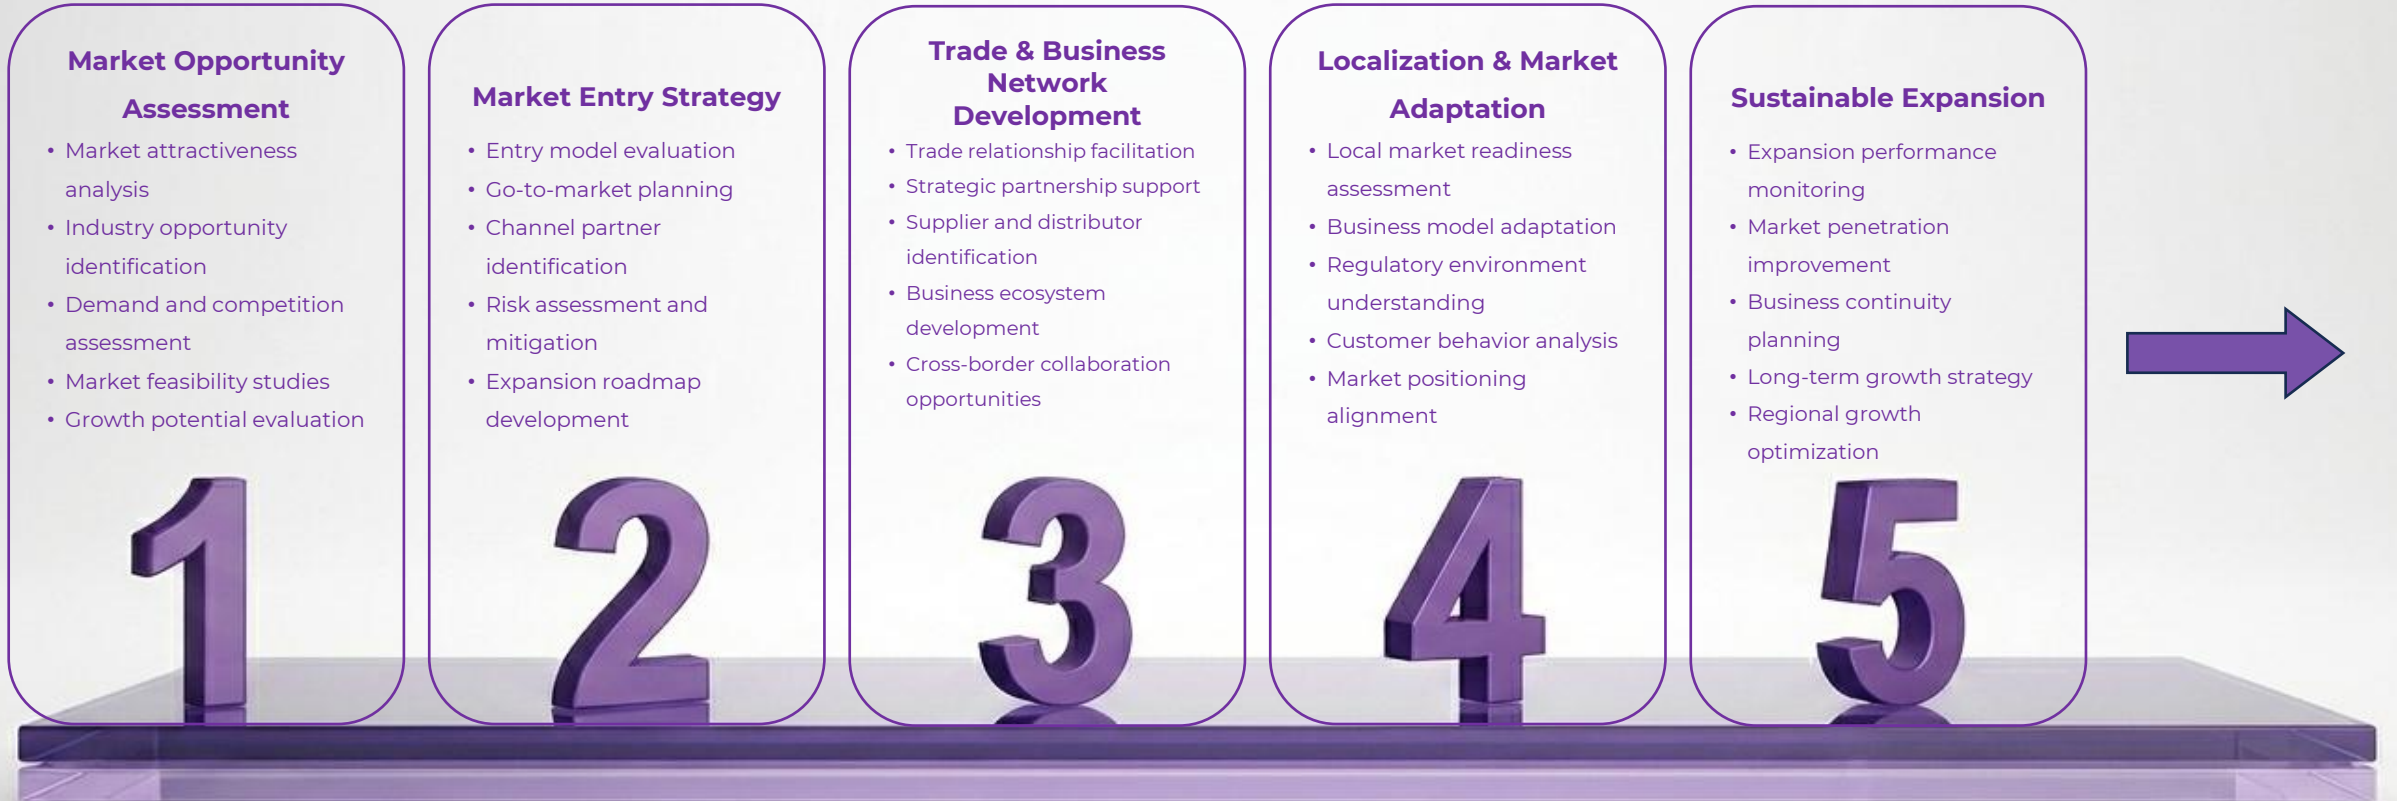 Market Opportunity
Assessment
• Market attractiveness
analysis
• Industry opportunity
identification
• Demand and competition
assessment
• Market feasibility studies
• Growth potential evaluation
1
Market Entry Strategy
• Entry model evaluation
• Go-to-market planning
• Channel partner
identification
• Risk assessment and
mitigation
• Expansion roadmap
development
2
Trade & Business
Network
Development
• Trade relationship facilitation
• Strategic partnership support
• Supplier and distributor
identification
• Business ecosystem
development
• Cross-border collaboration
opportunities
3
Localization & Market
Adaptation
• Local market readiness
assessment
• Business model adaptation
• Regulatory environment
understanding
• Customer behavior analysis
• Market positioning
alignment
4
Sustainable Expansion
• Expansion performance
monitoring
• Market penetration
improvement
• Business continuity
planning
• Long-term growth strategy
• Regional growth
optimization
5